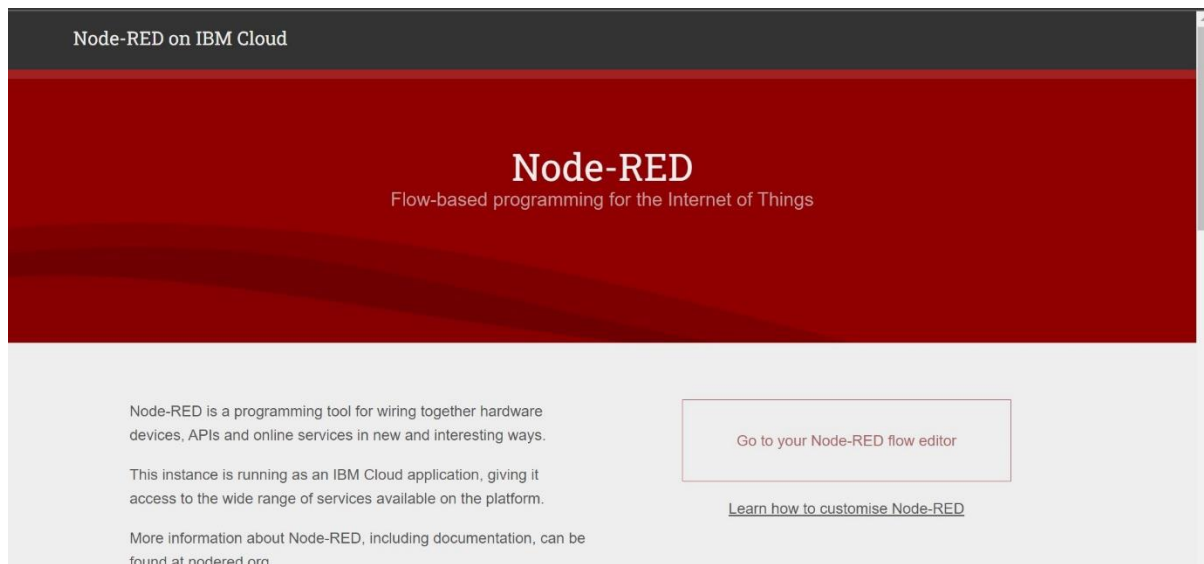 Node-RED on IBM Cloud
Node-RED
Flow-based programming for the Internet of Things
Node-RED is a programming tool for wiring together hardware
devices, APIs and online services in new and interesting ways.
This instance is running as an IBM Cloud application, giving it
access to the wide range of services available on the platform.
More information about Node-RED, including documentation, can be
found at nodered.org
Go to your Node-RED flow editor
Learn how to customise Node-RED